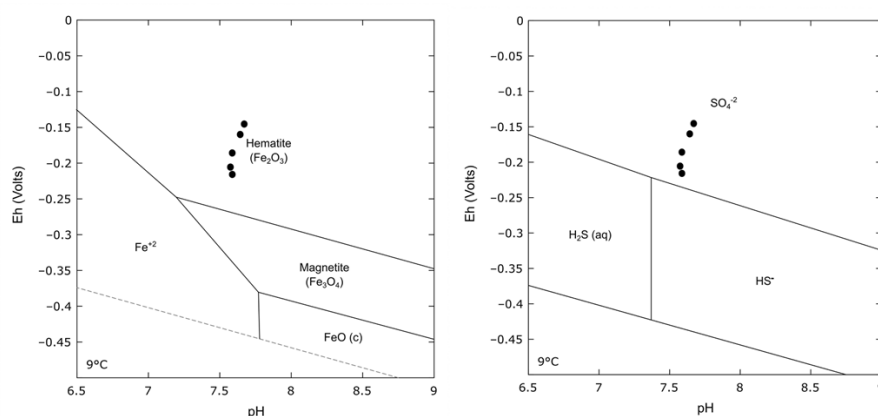 0
−0.05
−0.1
−0.15
−0.2
−0.25
−0.3
−0.35
−0.4
−0.45
Eh (Volts)
Hematite
(Fe₂O₃)
Fe⁺²
Magnetite
(Fe₃O₄)
FeO (c)
9°C
6.5 7 7.5 8 8.5 9
pH
0
−0.05
−0.1
−0.15
−0.2
−0.25
−0.3
−0.35
−0.4
−0.45
Eh (Volts)
SO₄⁻²
H₂S (aq)
HS⁻
9°C
6.5 7 7.5 8 8.5 9
pH